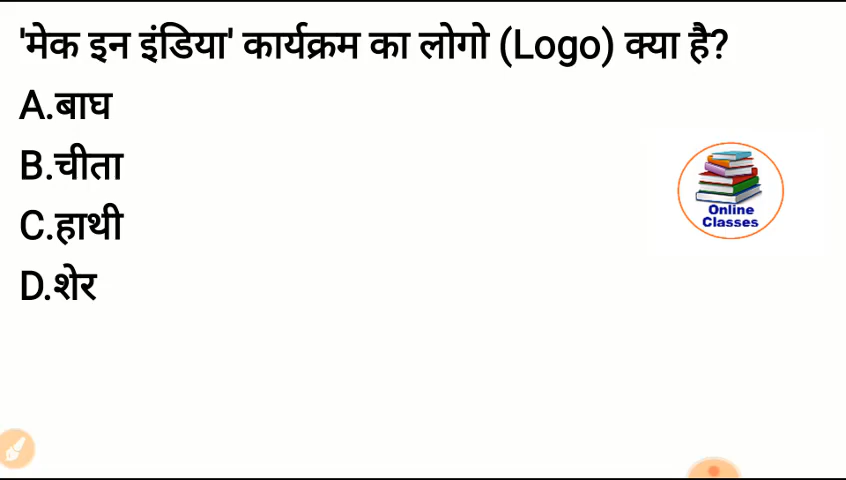 'मेक इन इंडिया' कार्यक्रम का लोगो (Logo) क्या है?
A.बाघ
B.चीता
C.हाथी
D.शेर
Online
Classes